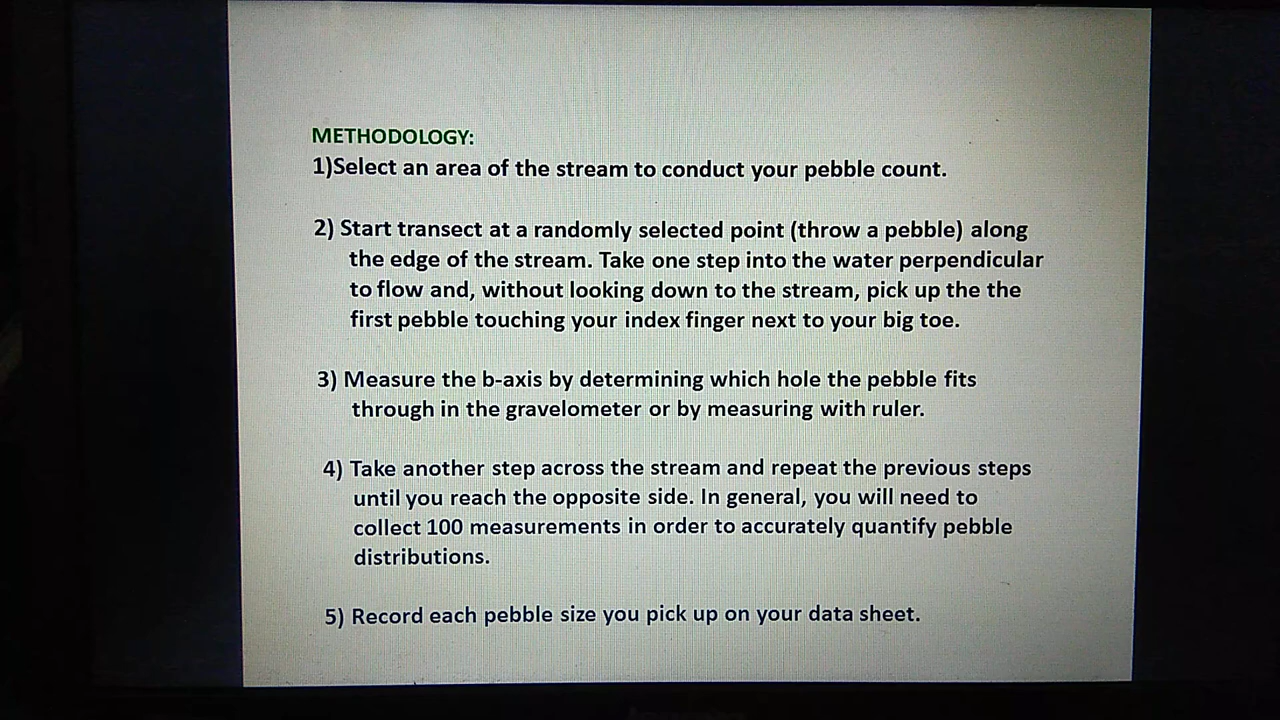 METHODOLOGY:
1)Select an area of the stream to conduct your pebble count.
2) Start transect at a randomly selected point (throw a pebble) along
the edge of the stream. Take one step into the water perpendicular
to flow and, without looking down to the stream, pick up the the
first pebble touching your index finger next to your big toe.
3) Measure the b-axis by determining which hole the pebble fits
through in the gravelometer or by measuring with ruler.
4) Take another step across the stream and repeat the previous steps
until you reach the opposite side. In general, you will need to
collect 100 measurements in order to accurately quantify pebble
distributions.
5) Record each pebble size you pick up on your data sheet.